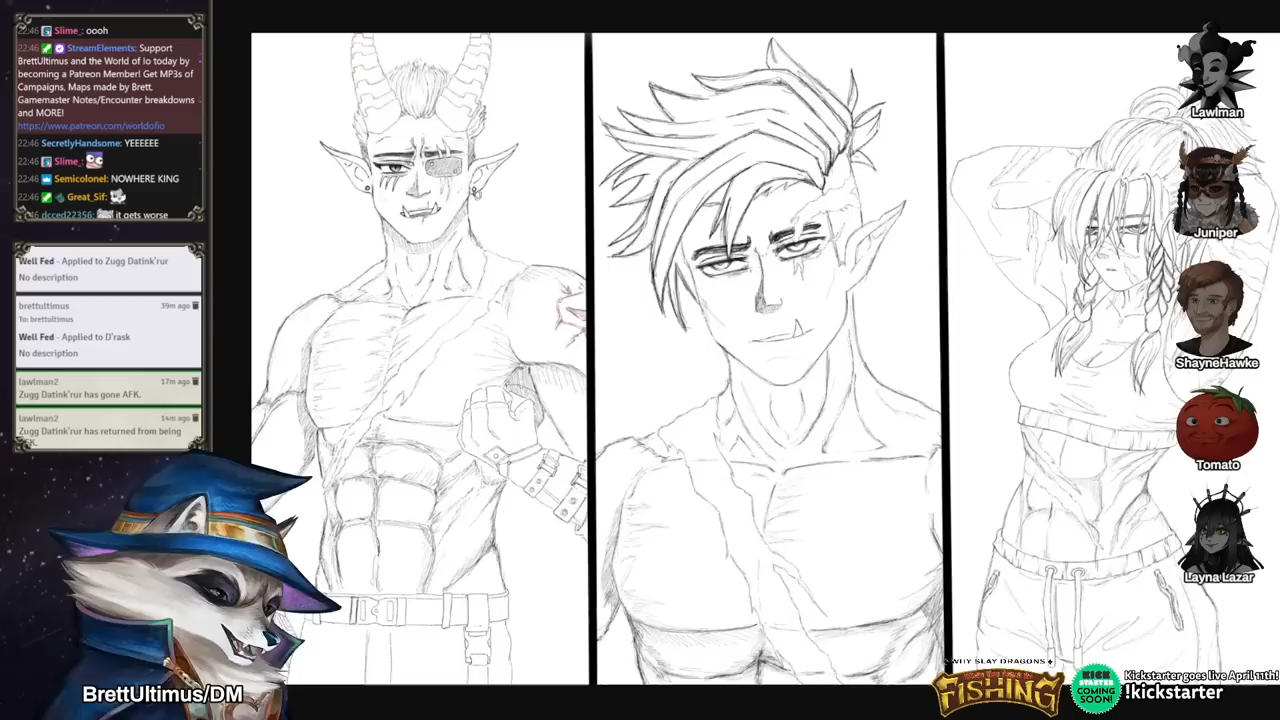 22:46 Slime_: oooh
22:46 StreamElements: Support
BrettUltimus and the World of Io today by
becoming a Patreon Member! Get MP3s of
Campaigns, Maps made by Brett,
Gamemaster Notes/Encounter breakdowns
and MORE!
https://www.patreon.com/worldofio
22:46 SecretlyHandsome: YEEEEEE
22:46 Slime_:
22:46 Semicolonel: NOWHERE KING
22:46 Great_Sif:
22:46 dcced22356: it gets worse
Well Fed - Applied to Zugg Datink'rur
No description
brettultimus 39m ago
To: brettultimus
Well Fed - Applied to D'rask
No description
lawlman2 17m ago
Zugg Datink'rur has gone AFK.
lawlman2 14m ago
Zugg Datink'rur has returned from being
BrettUltimus/DM
Lawlman
Juniper
ShayneHawke
Tomato
Layna Lazar
WHY SLAY DRAGONS
FISHING
KICK
STARTER
COMING
SOON!
Kickstarter goes live April 11th!
!kickstarter